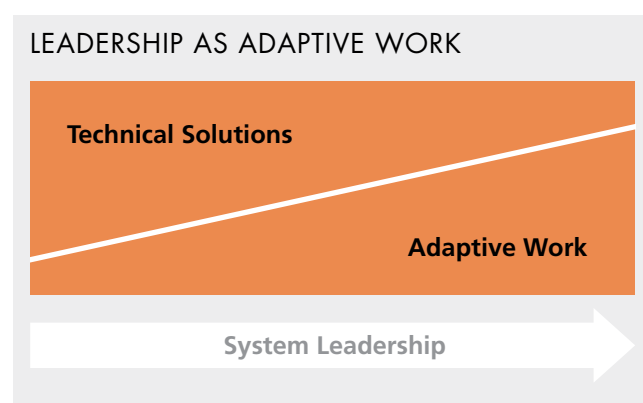 LEADERSHIP AS ADAPTIVE WORK
Technical Solutions
Adaptive Work
System Leadership